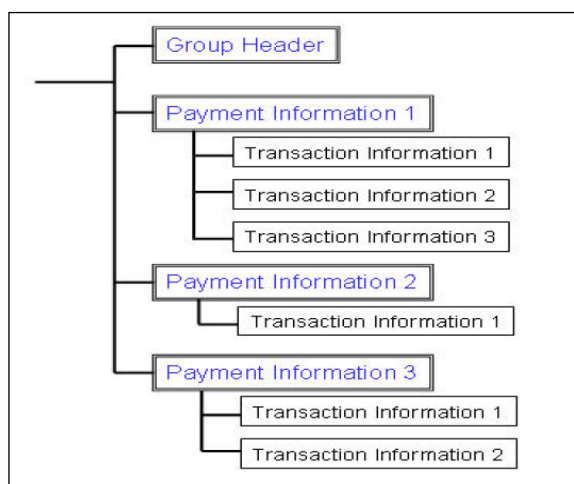 Group Header
Payment Information 1
Transaction Information 1
Transaction Information 2
Transaction Information 3
Payment Information 2
Transaction Information 1
Payment Information 3
Transaction Information 1
Transaction Information 2